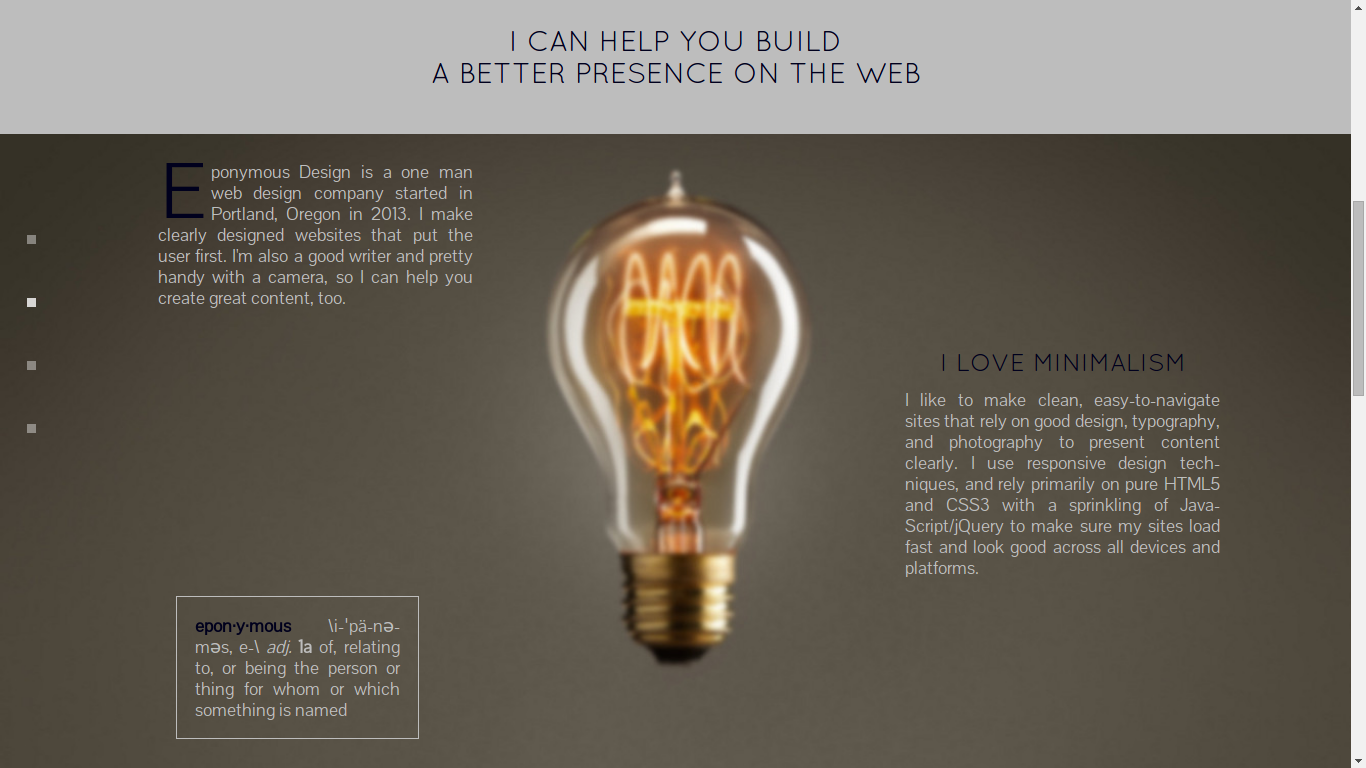 I CAN HELP YOU BUILD
A BETTER PRESENCE ON THE WEB
Eponymous Design is a one man
web design company started in
Portland, Oregon in 2013. I make
clearly designed websites that put the
user first. I'm also a good writer and pretty
handy with a camera, so I can help you
create great content, too.
I LOVE MINIMALISM
I like to make clean, easy-to-navigate
sites that rely on good design, typography,
and photography to present content
clearly. I use responsive design tech-
niques, and rely primarily on pure HTML5
and CSS3 with a sprinkling of Java-
Script/jQuery to make sure my sites load
fast and look good across all devices and
platforms.
epon·y·mous \i-ˈpä-nə-
məs, e-\ adj. 1a of, relating
to, or being the person or
thing for whom or which
something is named